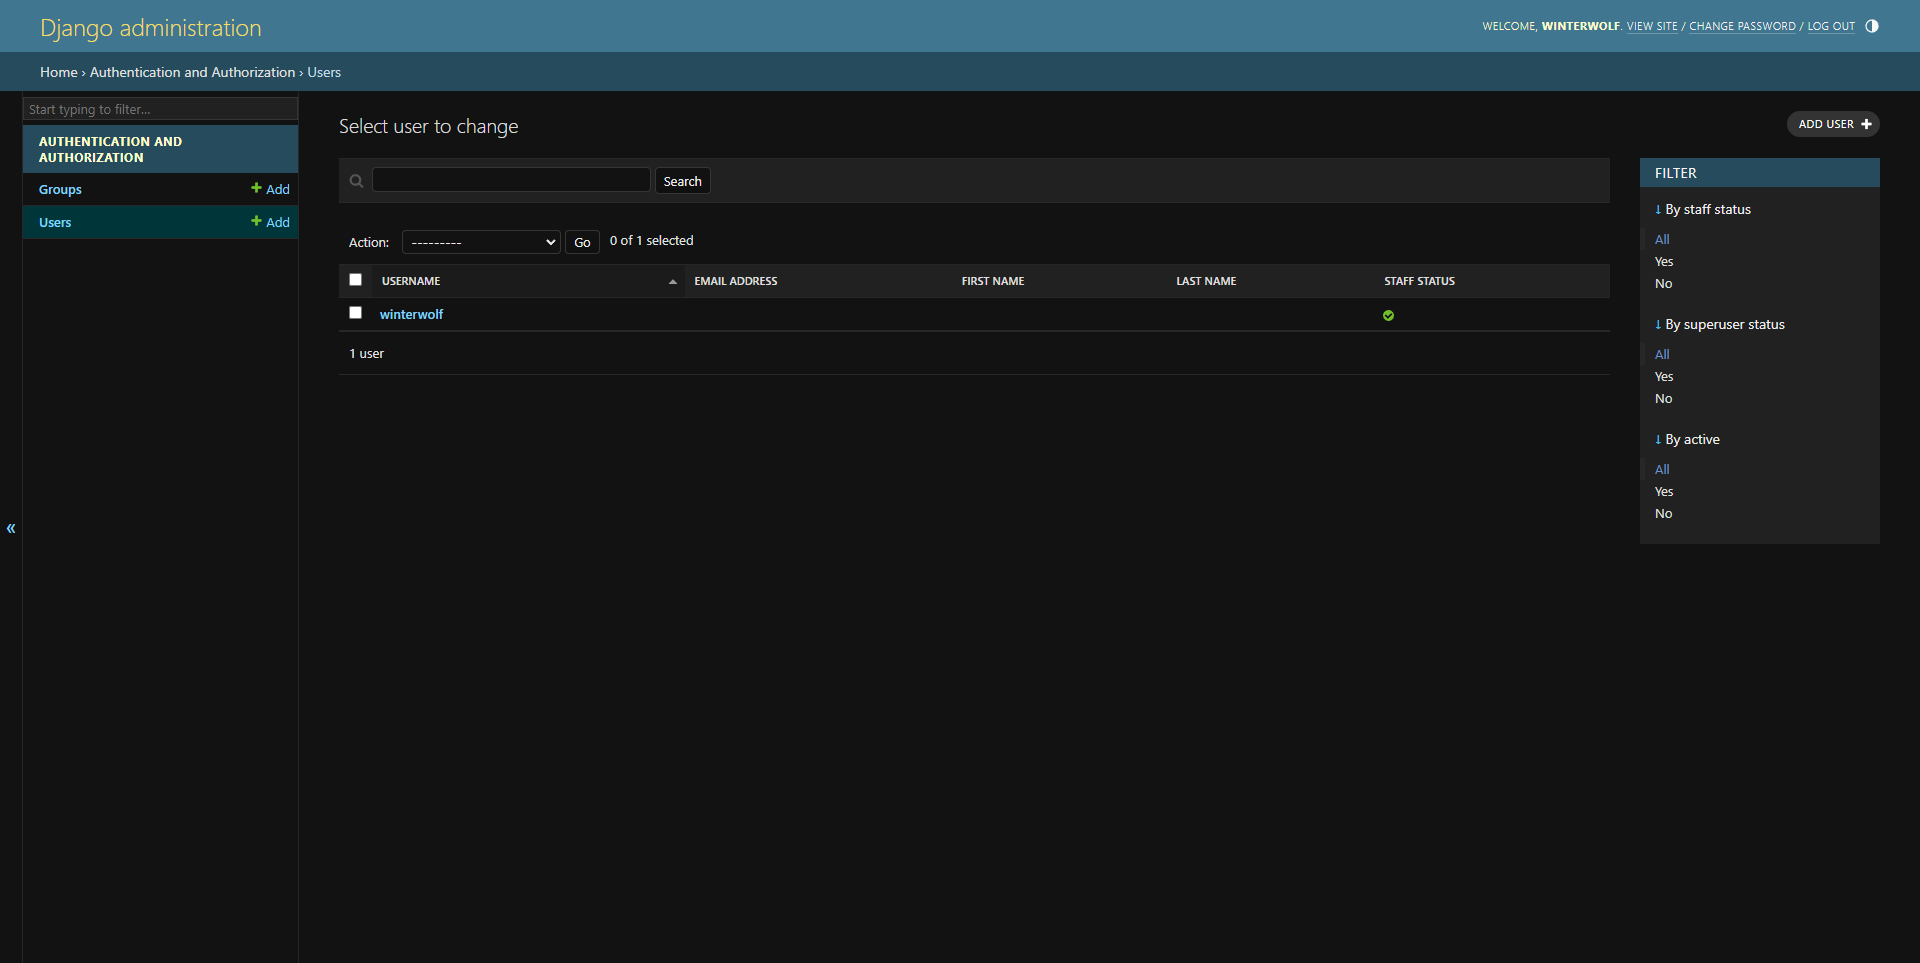 Django administration
WELCOME, WINTERWOLF. VIEW SITE / CHANGE PASSWORD / LOG OUT
Home › Authentication and Authorization › Users
Start typing to filter...
AUTHENTICATION AND
AUTHORIZATION
Groups
Add
Users
Add
«
Select user to change
ADD USER
Search
Action: --------- Go 0 of 1 selected
USERNAME EMAIL ADDRESS FIRST NAME LAST NAME STAFF STATUS
winterwolf
1 user
FILTER
↓ By staff status
All
Yes
No
↓ By superuser status
All
Yes
No
↓ By active
All
Yes
No